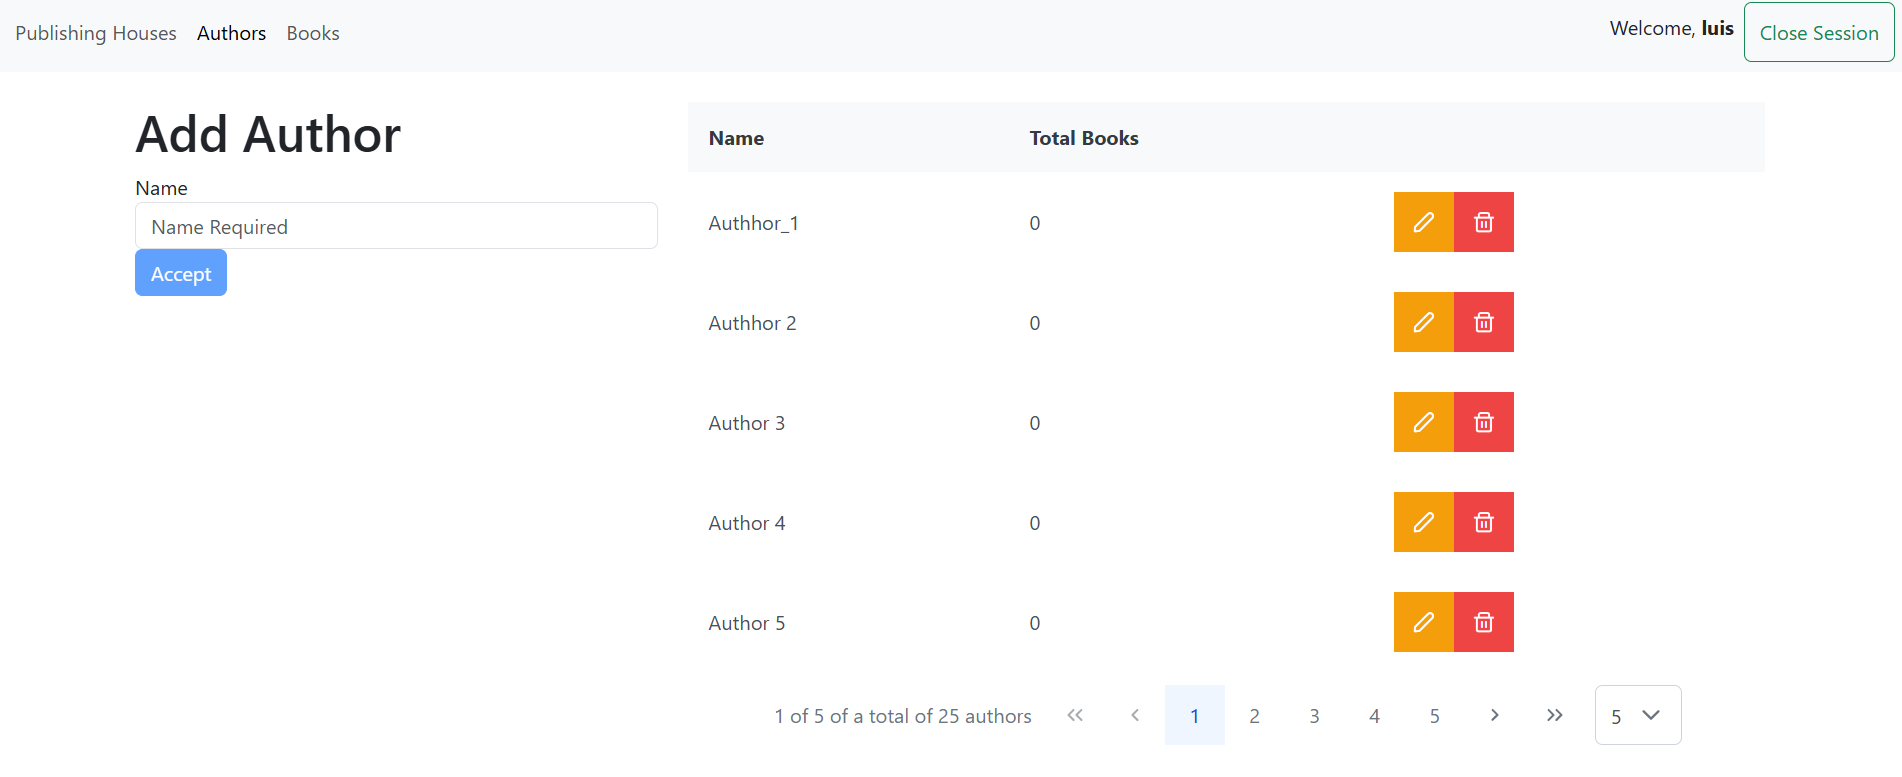 Publishing Houses Authors Books Welcome, luis Close Session
Add Author
Name
Name Required
Accept
Name Total Books
Authhor_1 0
Authhor 2 0
Author 3 0
Author 4 0
Author 5 0
1 of 5 of a total of 25 authors « ‹ 1 2 3 4 5 › » 5